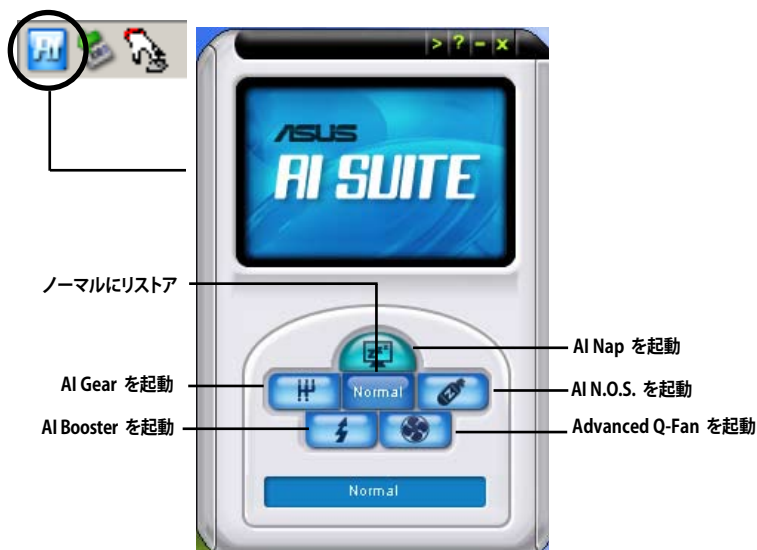 Ai
> ? - x
ASUS
AI SUITE
ノーマルにリストア
AI Nap を起動
AI Gear を起動
Normal
AI N.O.S. を起動
AI Booster を起動
Advanced Q-Fan を起動
Normal